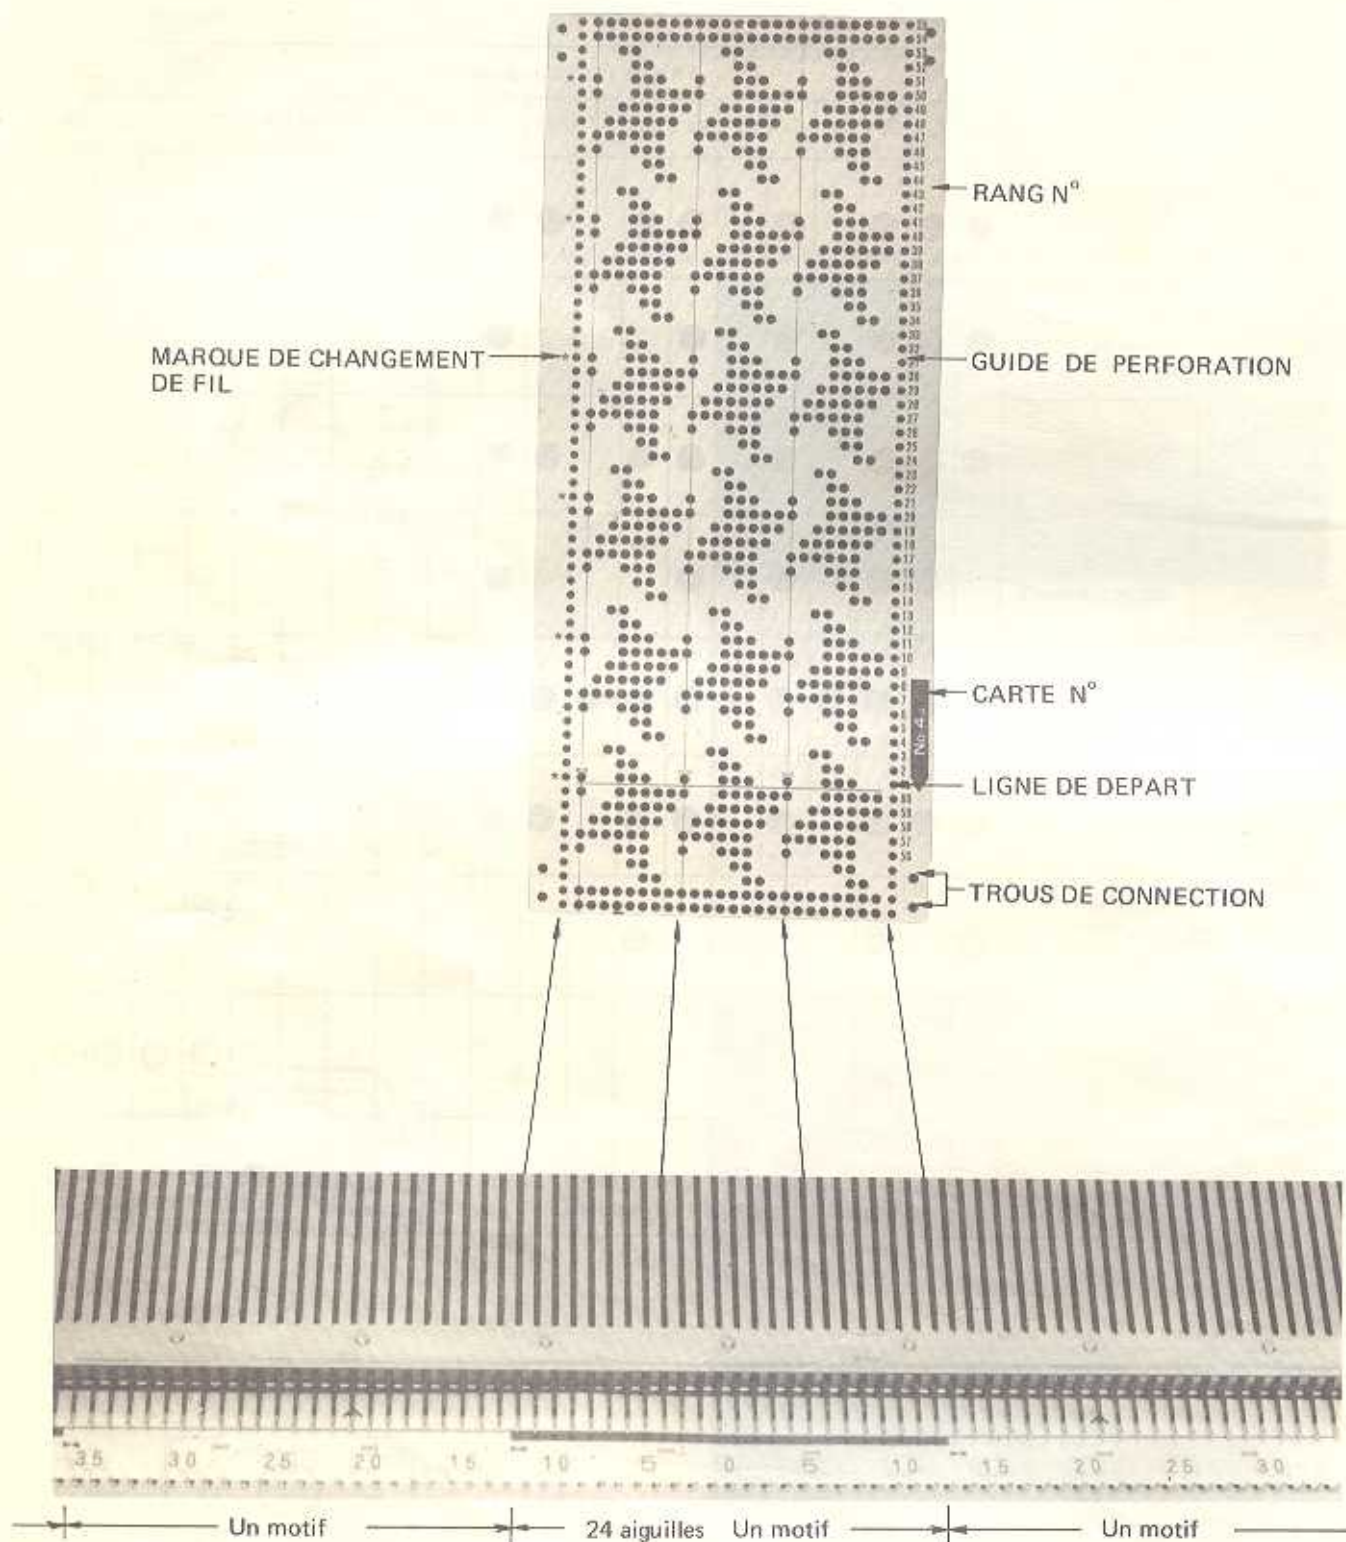 RANG N°
MARQUE DE CHANGEMENT
DE FIL
GUIDE DE PERFORATION
CARTE N°
No 4
LIGNE DE DEPART
TROUS DE CONNECTION
35 30 25 20 15 10 5 0 5 10 15 20 25 30
Un motif 24 aiguilles Un motif Un motif